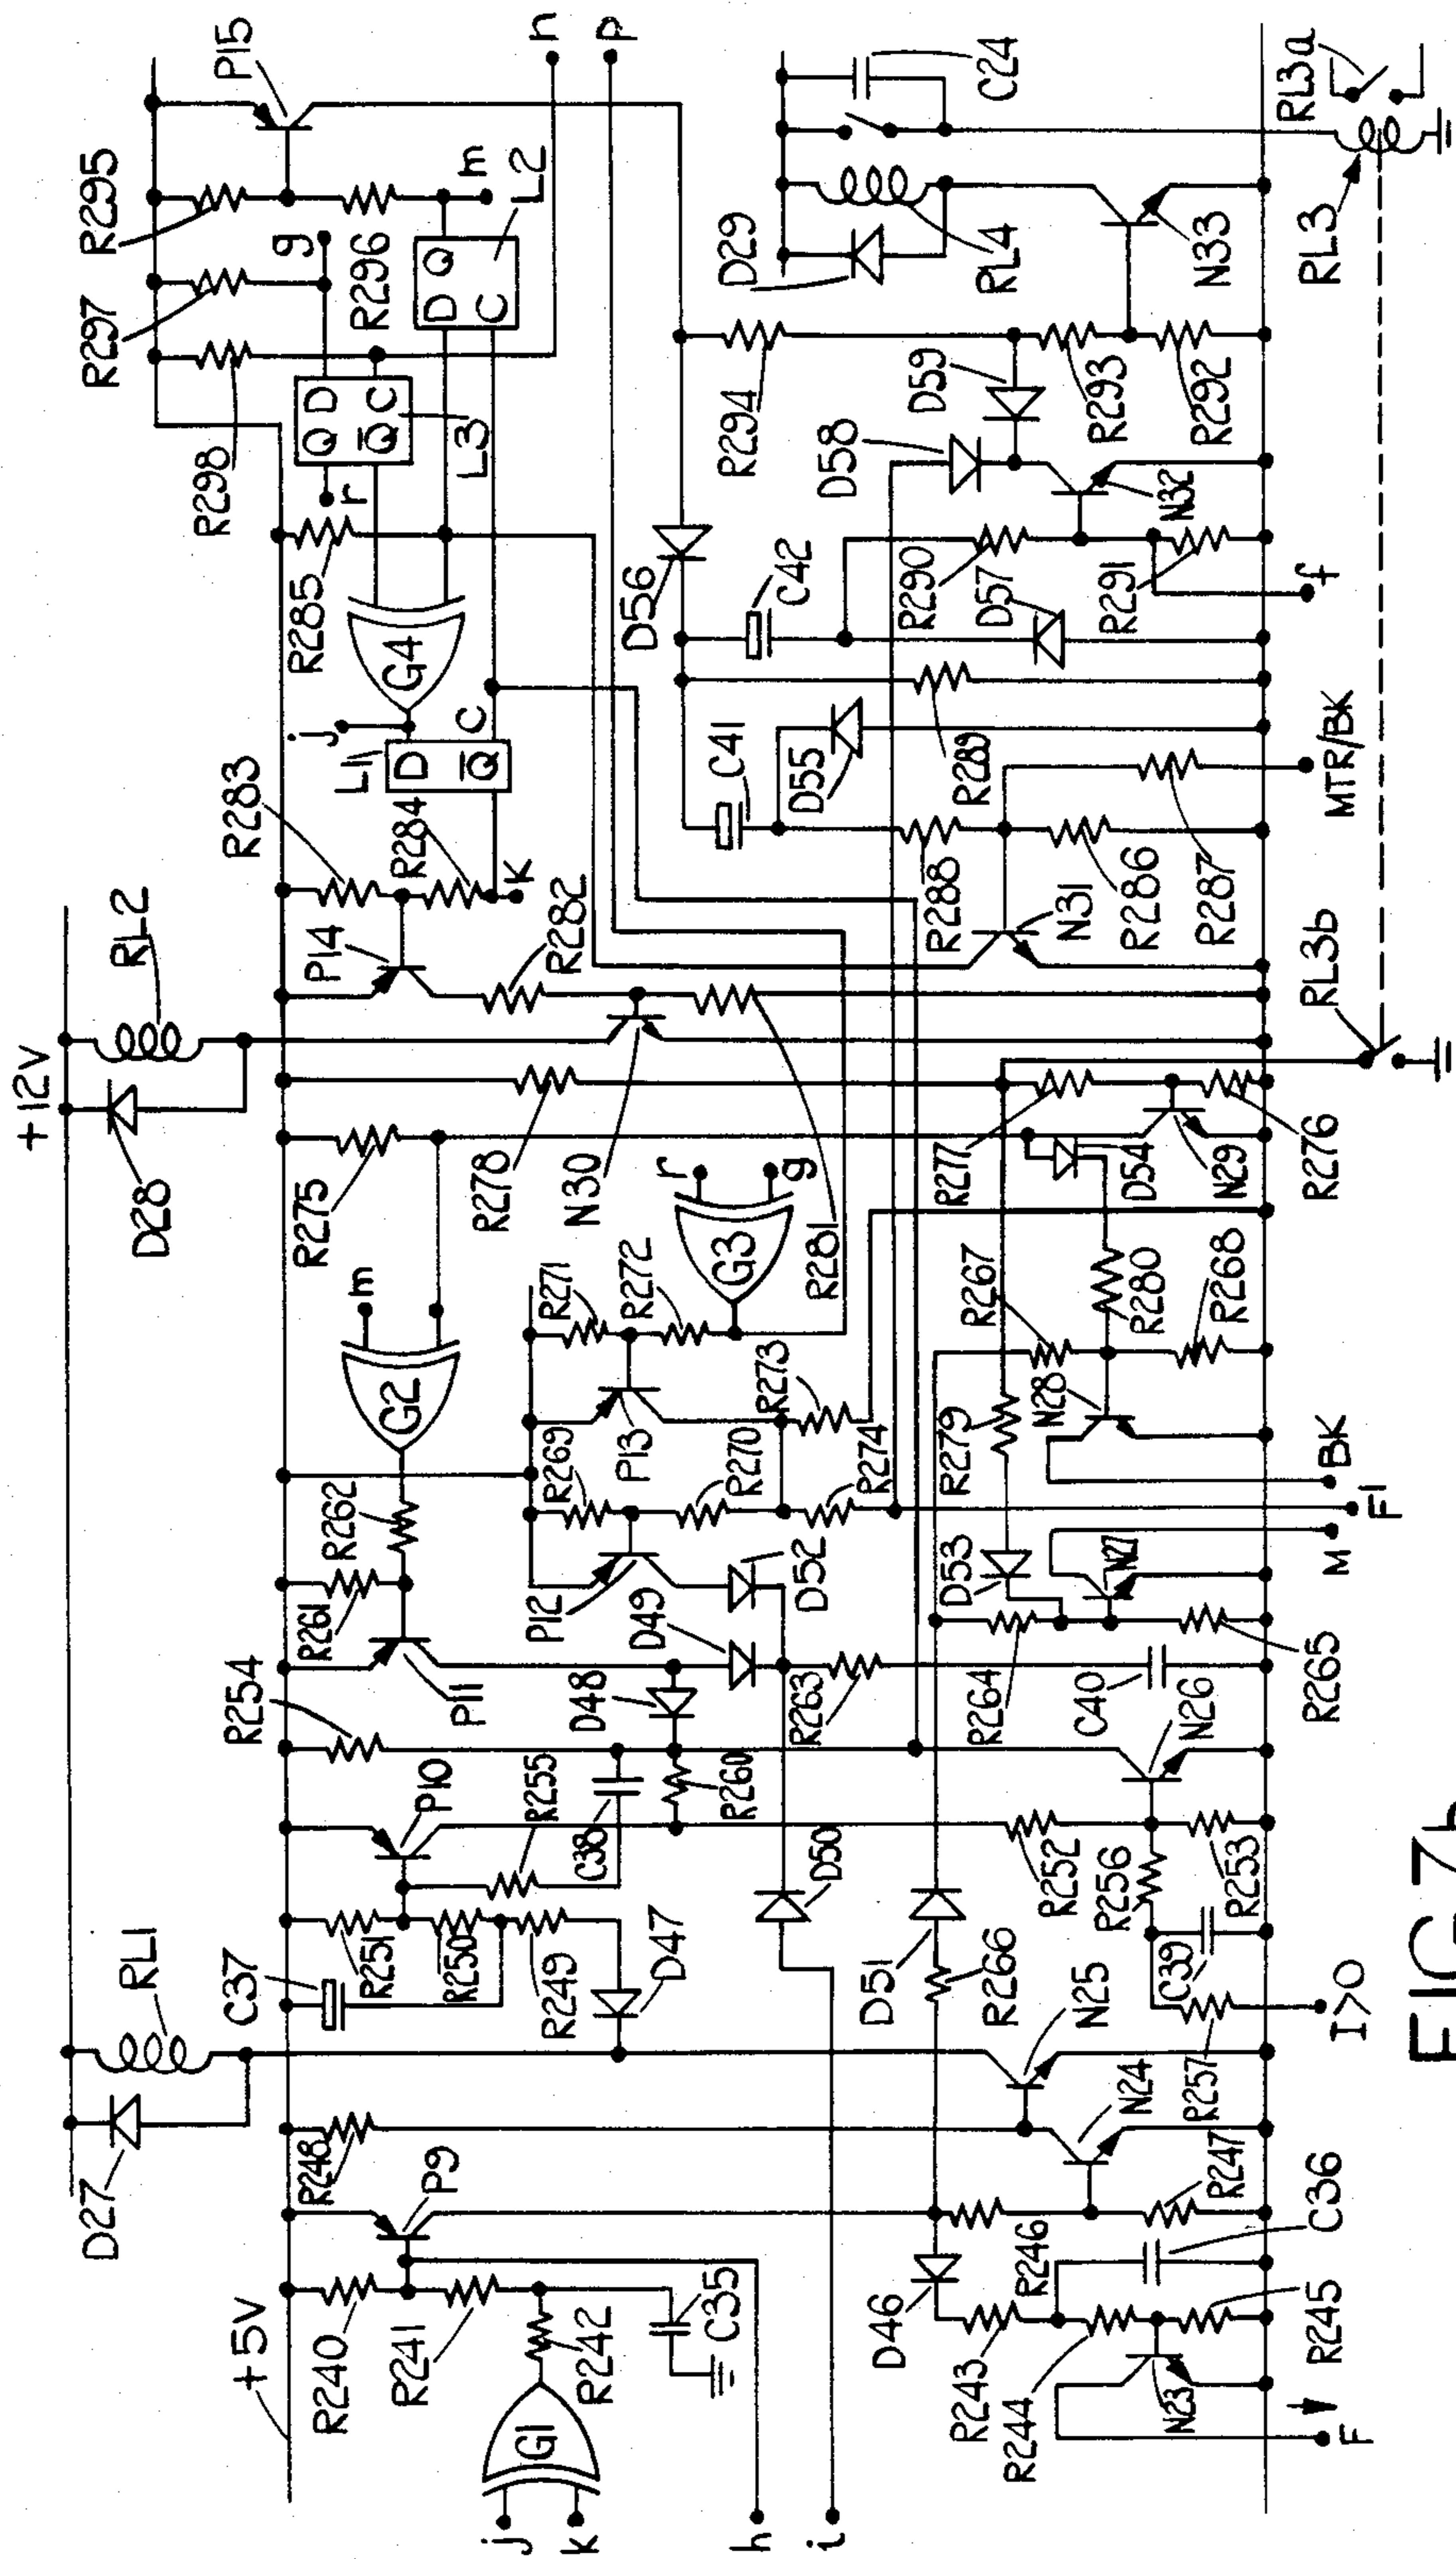 +12V
D27
RL1
C37
D28
RL2
+5V
R240
R241
R242
G1
j
k
h
i
C35
P9
R248
R251
R250
R249
D47
P10
R255
C38
R254
R261
R262
P11
D48
D49
R260
G2
m
R275
P12
R269
R270
P13
R271
R272
R273
R274
D52
G3
r
g
R278
N30
R281
P14
R283
R284
R282
k
L1
D
Q̅
C
j
G4
R285
r
Q D
Q̅ C
L3
R298
R297
R295
g
R296
D Q
C
L2
m
P15
n
p
D46
R243
R244
R246
R247
N23
R245
C36
F
N24
N25
D51
R266
D50
R257
I>0
C39
R256
R252
R253
N26
C40
R263
R264
R265
D53
N27
M
F1
BK
R279
N28
R267
R280
R268
R277
D54
N29
R276
RL3b
N31
R288
R286
R287
MTR/BK
C41
D55
R289
D56
C42
R290
D57
R291
f
N32
D58
D59
R294
R293
R292
D29
RL4
N33
C24
RL3
RL3a
FIG.7b